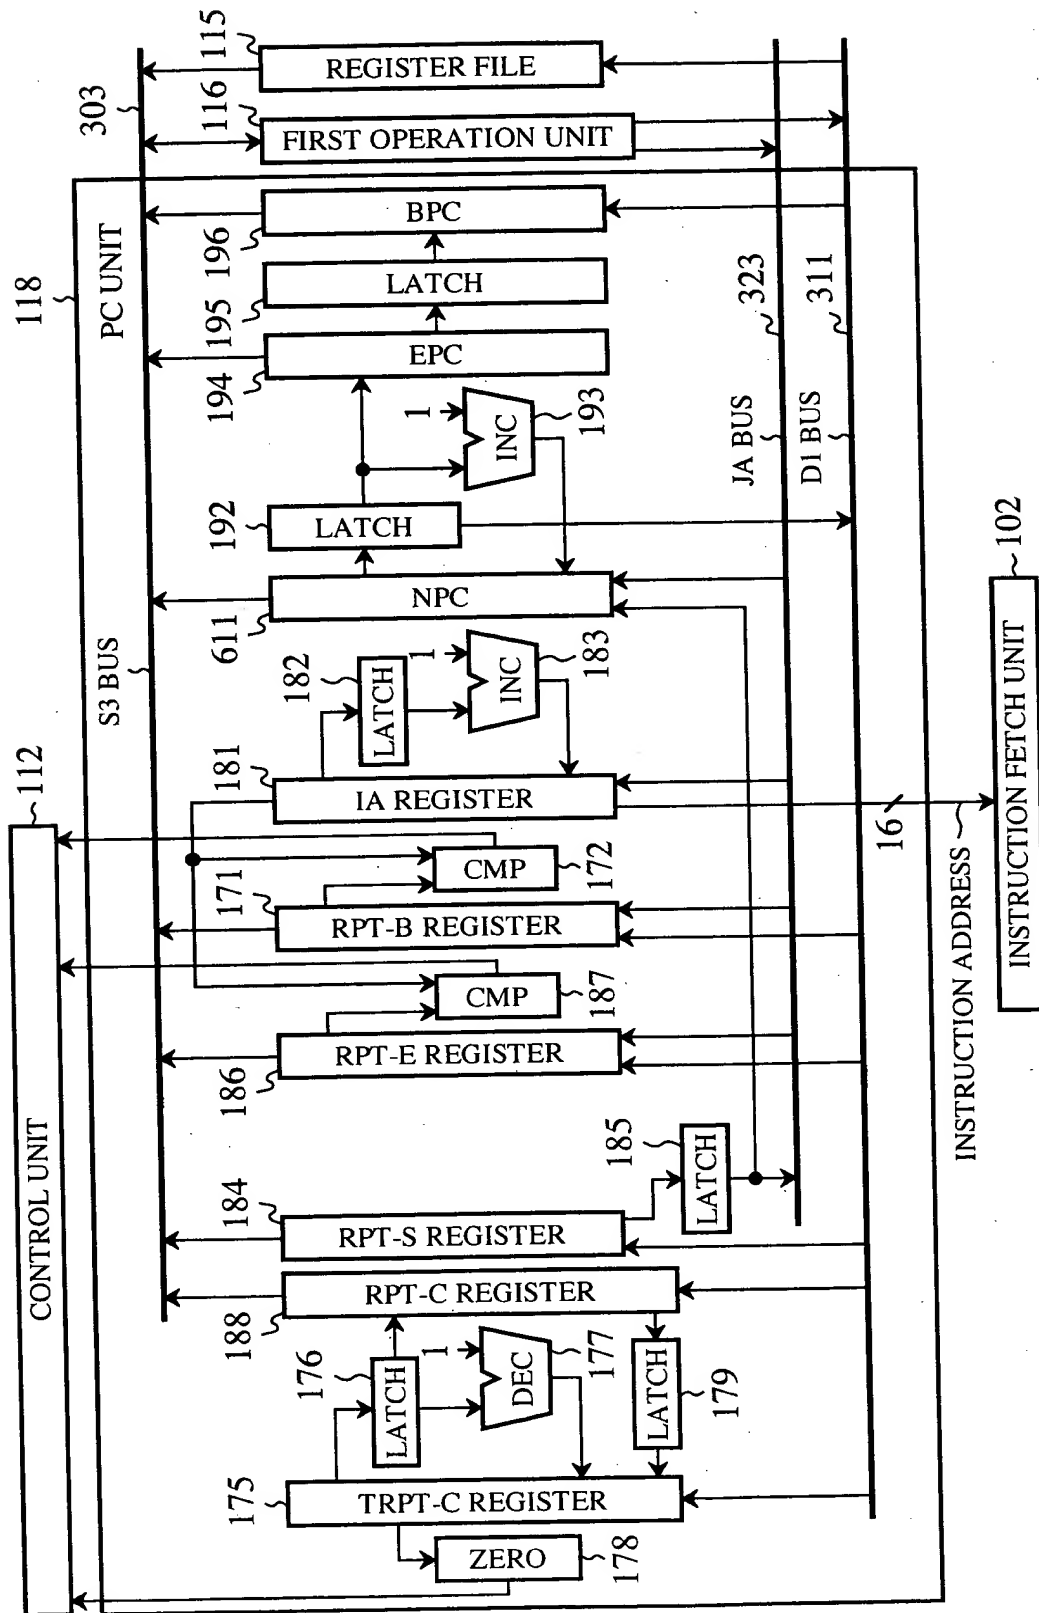 CONTROL UNIT
112
118
PC UNIT
S3 BUS
303
175
TRPT-C REGISTER
ZERO
178
176
LATCH
1
DEC
177
188
RPT-C REGISTER
LATCH
179
184
RPT-S REGISTER
185
LATCH
186
RPT-E REGISTER
CMP
187
171
RPT-B REGISTER
CMP
172
181
IA REGISTER
182
LATCH
1
INC
183
611
NPC
192
LATCH
1
INC
193
194
EPC
195
LATCH
196
BPC
116
FIRST OPERATION UNIT
115
REGISTER FILE
JA BUS
323
D1 BUS
311
16
INSTRUCTION ADDRESS
INSTRUCTION FETCH UNIT
102